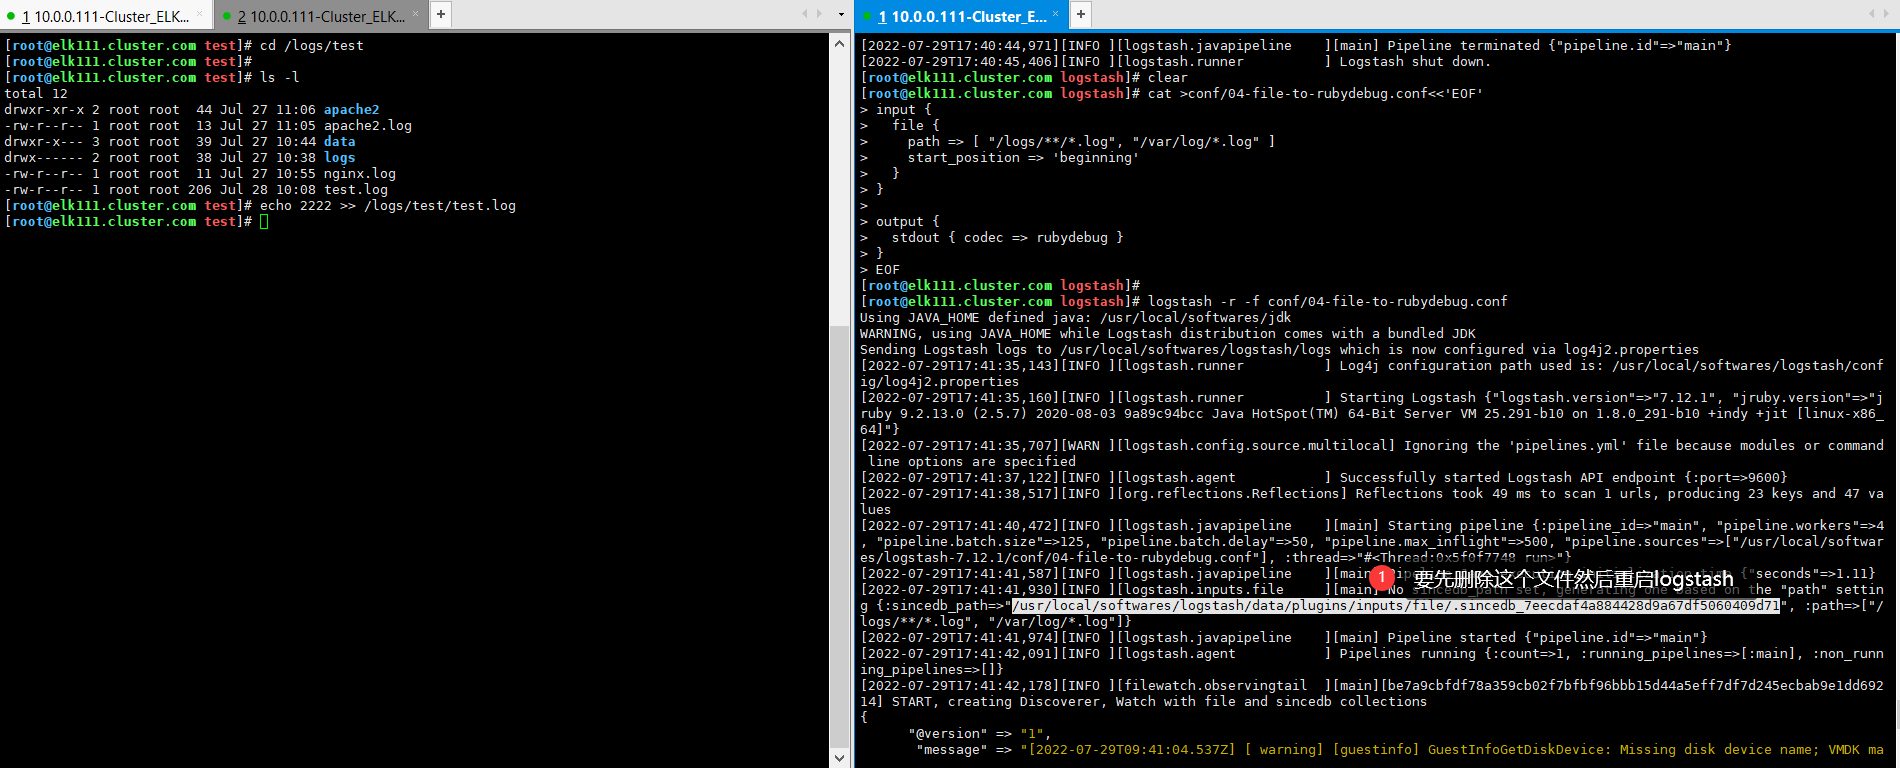 1 10.0.0.111-Cluster_ELK...
2 10.0.0.111-Cluster_ELK...
[root@elk111.cluster.com test]# cd /logs/test
[root@elk111.cluster.com test]#
[root@elk111.cluster.com test]# ls -l
total 12
drwxr-xr-x 2 root root  44 Jul 27 11:06 apache2
-rw-r--r-- 1 root root  13 Jul 27 11:05 apache2.log
drwxr-x--- 3 root root  39 Jul 27 10:44 data
drwx------ 2 root root  38 Jul 27 10:38 logs
-rw-r--r-- 1 root root  11 Jul 27 10:55 nginx.log
-rw-r--r-- 1 root root 206 Jul 28 10:08 test.log
[root@elk111.cluster.com test]# echo 2222 >> /logs/test/test.log
[root@elk111.cluster.com test]#
1 10.0.0.111-Cluster_E...
[2022-07-29T17:40:44,971][INFO ][logstash.javapipeline    ][main] Pipeline terminated {"pipeline.id"=>"main"}
[2022-07-29T17:40:45,406][INFO ][logstash.runner          ] Logstash shut down.
[root@elk111.cluster.com logstash]# clear
[root@elk111.cluster.com logstash]# cat >conf/04-file-to-rubydebug.conf<<'EOF'
> input {
>   file {
>     path => [ "/logs/**/*.log", "/var/log/*.log" ]
>     start_position => 'beginning'
>   }
> }
>
> output {
>   stdout { codec => rubydebug }
> }
> EOF
[root@elk111.cluster.com logstash]#
[root@elk111.cluster.com logstash]# logstash -r -f conf/04-file-to-rubydebug.conf
Using JAVA_HOME defined java: /usr/local/softwares/jdk
WARNING, using JAVA_HOME while Logstash distribution comes with a bundled JDK
Sending Logstash logs to /usr/local/softwares/logstash/logs which is now configured via log4j2.properties
[2022-07-29T17:41:35,143][INFO ][logstash.runner          ] Log4j configuration path used is: /usr/local/softwares/logstash/conf
ig/log4j2.properties
[2022-07-29T17:41:35,160][INFO ][logstash.runner          ] Starting Logstash {"logstash.version"=>"7.12.1", "jruby.version"=>"j
ruby 9.2.13.0 (2.5.7) 2020-08-03 9a89c94bcc Java HotSpot(TM) 64-Bit Server VM 25.291-b10 on 1.8.0_291-b10 +indy +jit [linux-x86_
64]"}
[2022-07-29T17:41:35,707][WARN ][logstash.config.source.multilocal] Ignoring the 'pipelines.yml' file because modules or command
 line options are specified
[2022-07-29T17:41:37,122][INFO ][logstash.agent           ] Successfully started Logstash API endpoint {:port=>9600}
[2022-07-29T17:41:38,517][INFO ][org.reflections.Reflections] Reflections took 49 ms to scan 1 urls, producing 23 keys and 47 va
lues
[2022-07-29T17:41:40,472][INFO ][logstash.javapipeline    ][main] Starting pipeline {:pipeline_id=>"main", "pipeline.workers"=>4
, "pipeline.batch.size"=>125, "pipeline.batch.delay"=>50, "pipeline.max_inflight"=>500, "pipeline.sources"=>["/usr/local/softwar
es/logstash-7.12.1/conf/04-file-to-rubydebug.conf"], :thread=>"#<Thread:0x5f0f7748 run>"}
[2022-07-29T17:41:41,587][INFO ][logstash.javapipeline    ][main] {"seconds"=>1.11}
1 要先删除这个文件然后重启logstash
[2022-07-29T17:41:41,930][INFO ][logstash.inputs.file     ][main] No sincedb_path set, generating one based on the "path" settin
g {:sincedb_path=>"/usr/local/softwares/logstash/data/plugins/inputs/file/.sincedb_7eecdaf4a884428d9a67df5060409d71", :path=>["/
logs/**/*.log", "/var/log/*.log"]}
[2022-07-29T17:41:41,974][INFO ][logstash.javapipeline    ][main] Pipeline started {"pipeline.id"=>"main"}
[2022-07-29T17:41:42,091][INFO ][logstash.agent           ] Pipelines running {:count=>1, :running_pipelines=>[:main], :non_runn
ing_pipelines=>[]}
[2022-07-29T17:41:42,178][INFO ][filewatch.observingtail  ][main][be7a9cbfdf78a359cb02f7bfbf96bbb15d44a5eff7df7d245ecbab9e1dd692
14] START, creating Discoverer, Watch with file and sincedb collections
{
      "@version" => "1",
       "message" => "[2022-07-29T09:41:04.537Z] [ warning] [guestinfo] GuestInfoGetDiskDevice: Missing disk device name; VMDK ma